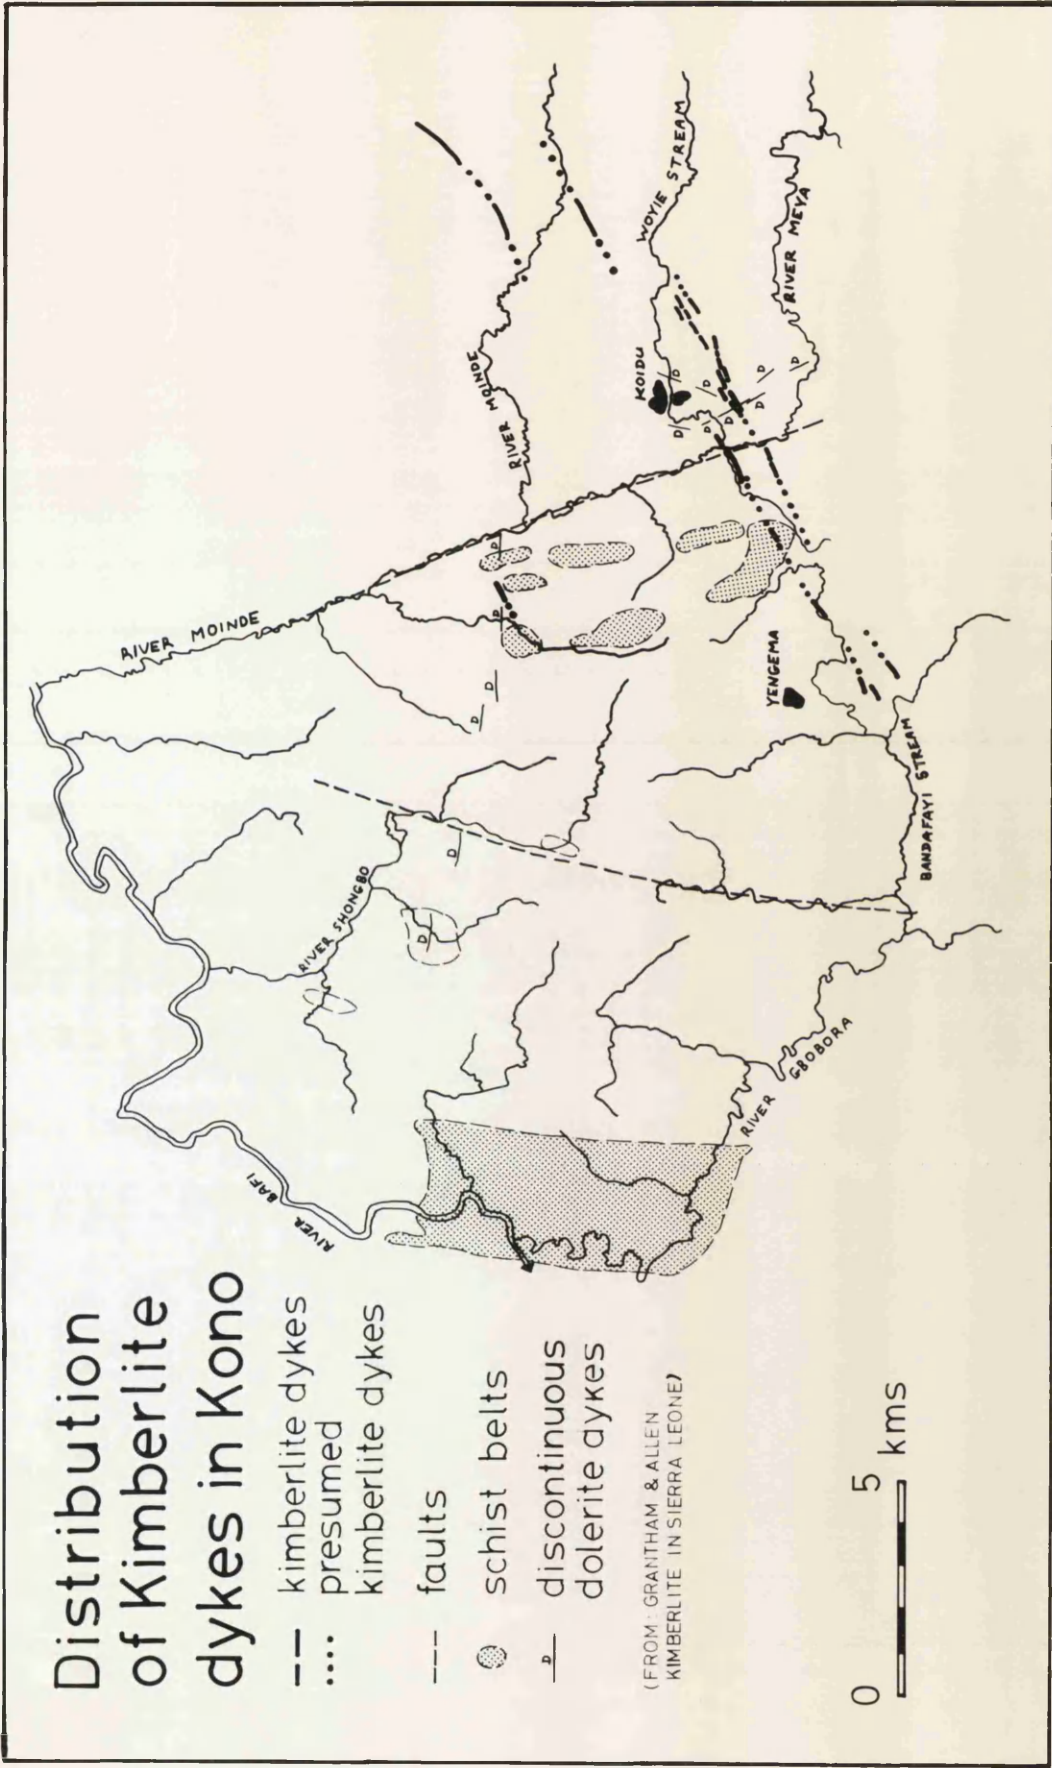 Distribution
of Kimberlite
dykes in Kono
kimberlite dykes
presumed
kimberlite dykes
faults
schist belts
D
discontinuous
dolerite dykes
(FROM: GRANTHAM & ALLEN
KIMBERLITE IN SIERRA LEONE)
0 5
kms
RIVER BAFI
RIVER SHONGBO
RIVER MOINDE
RIVER MOINDE
WOYIE STREAM
KOIDU
RIVER MEYA
YENGEMA
BANDAFAYI STREAM
RIVER GBOBORA
D
D
D
D
D
D
D
D
D
D
D
D
D
D